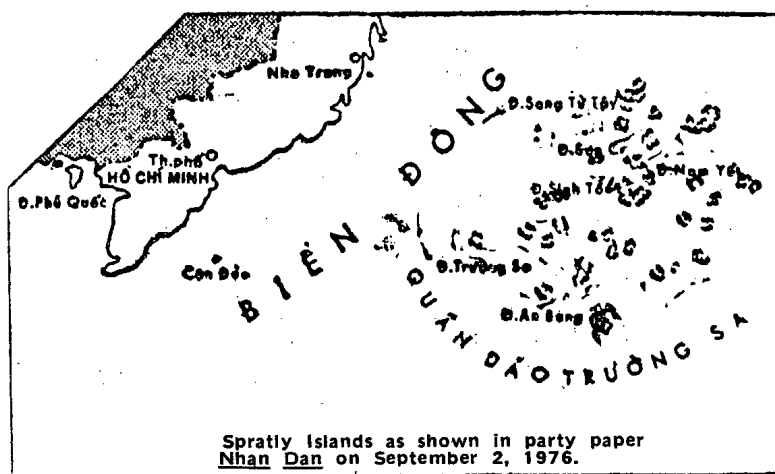 Nha Trang
Đ.Song Tử Tây
Th.phố
HỒ CHÍ MINH
Đ.Nam Yết
Đ.Sinh Tồn
Đ.Phú Quốc
Côn Đảo
BIỂN ĐÔNG
Đ.Trường Sa
Đ.An Bang
QUẦN ĐẢO TRƯỜNG SA
Spratly Islands as shown in party paper
Nhan Dan on September 2, 1976.